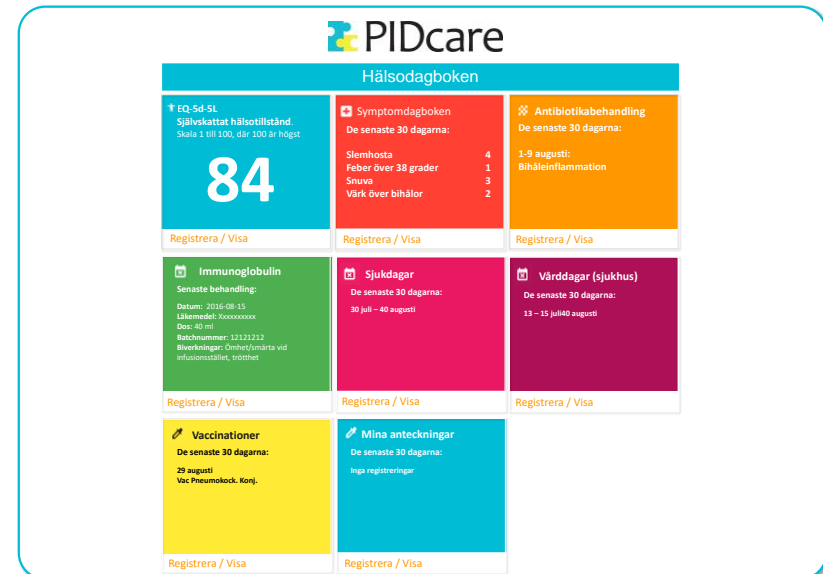 PIDcare
Hälsodagboken
EQ-5d-5L
Självskattat hälsotillstånd.
Skala 1 till 100, där 100 är högst
84
Registrera / Visa
Symptomdagboken
De senaste 30 dagarna:
Slemhosta 4
Feber över 38 grader 1
Snuva 3
Värk över bihålor 2
Registrera / Visa
Antibiotikabehandling
De senaste 30 dagarna:
1-9 augusti:
Bihåleinflammation
Registrera / Visa
Immunoglobulin
Senaste behandling:
Datum: 2016-08-15
Läkemedel: Xxxxxxxxxx
Dos: 40 ml
Batchnummer: 12121212
Biverkningar: Ömhet/smärta vid
infusionsstället, trötthet
Registrera / Visa
Sjukdagar
De senaste 30 dagarna:
30 juli – 40 augusti
Registrera / Visa
Vårddagar (sjukhus)
De senaste 30 dagarna:
13 – 15 juli40 augusti
Registrera / Visa
Vaccinationer
De senaste 30 dagarna:
29 augusti
Vac Pneumokock. Konj.
Registrera / Visa
Mina anteckningar
De senaste 30 dagarna:
Inga registreringar
Registrera / Visa